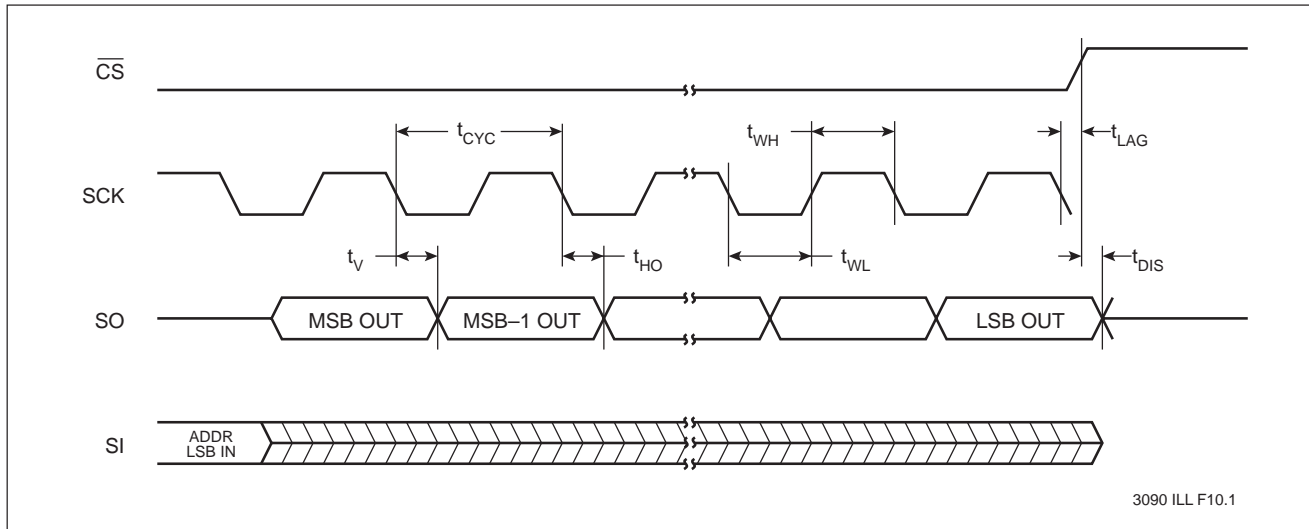 CS
tCYC
tWH
tLAG
SCK
tV
tHO
tWL
tDIS
SO
MSB OUT
MSB–1 OUT
LSB OUT
SI
ADDR
LSB IN
3090 ILL F10.1